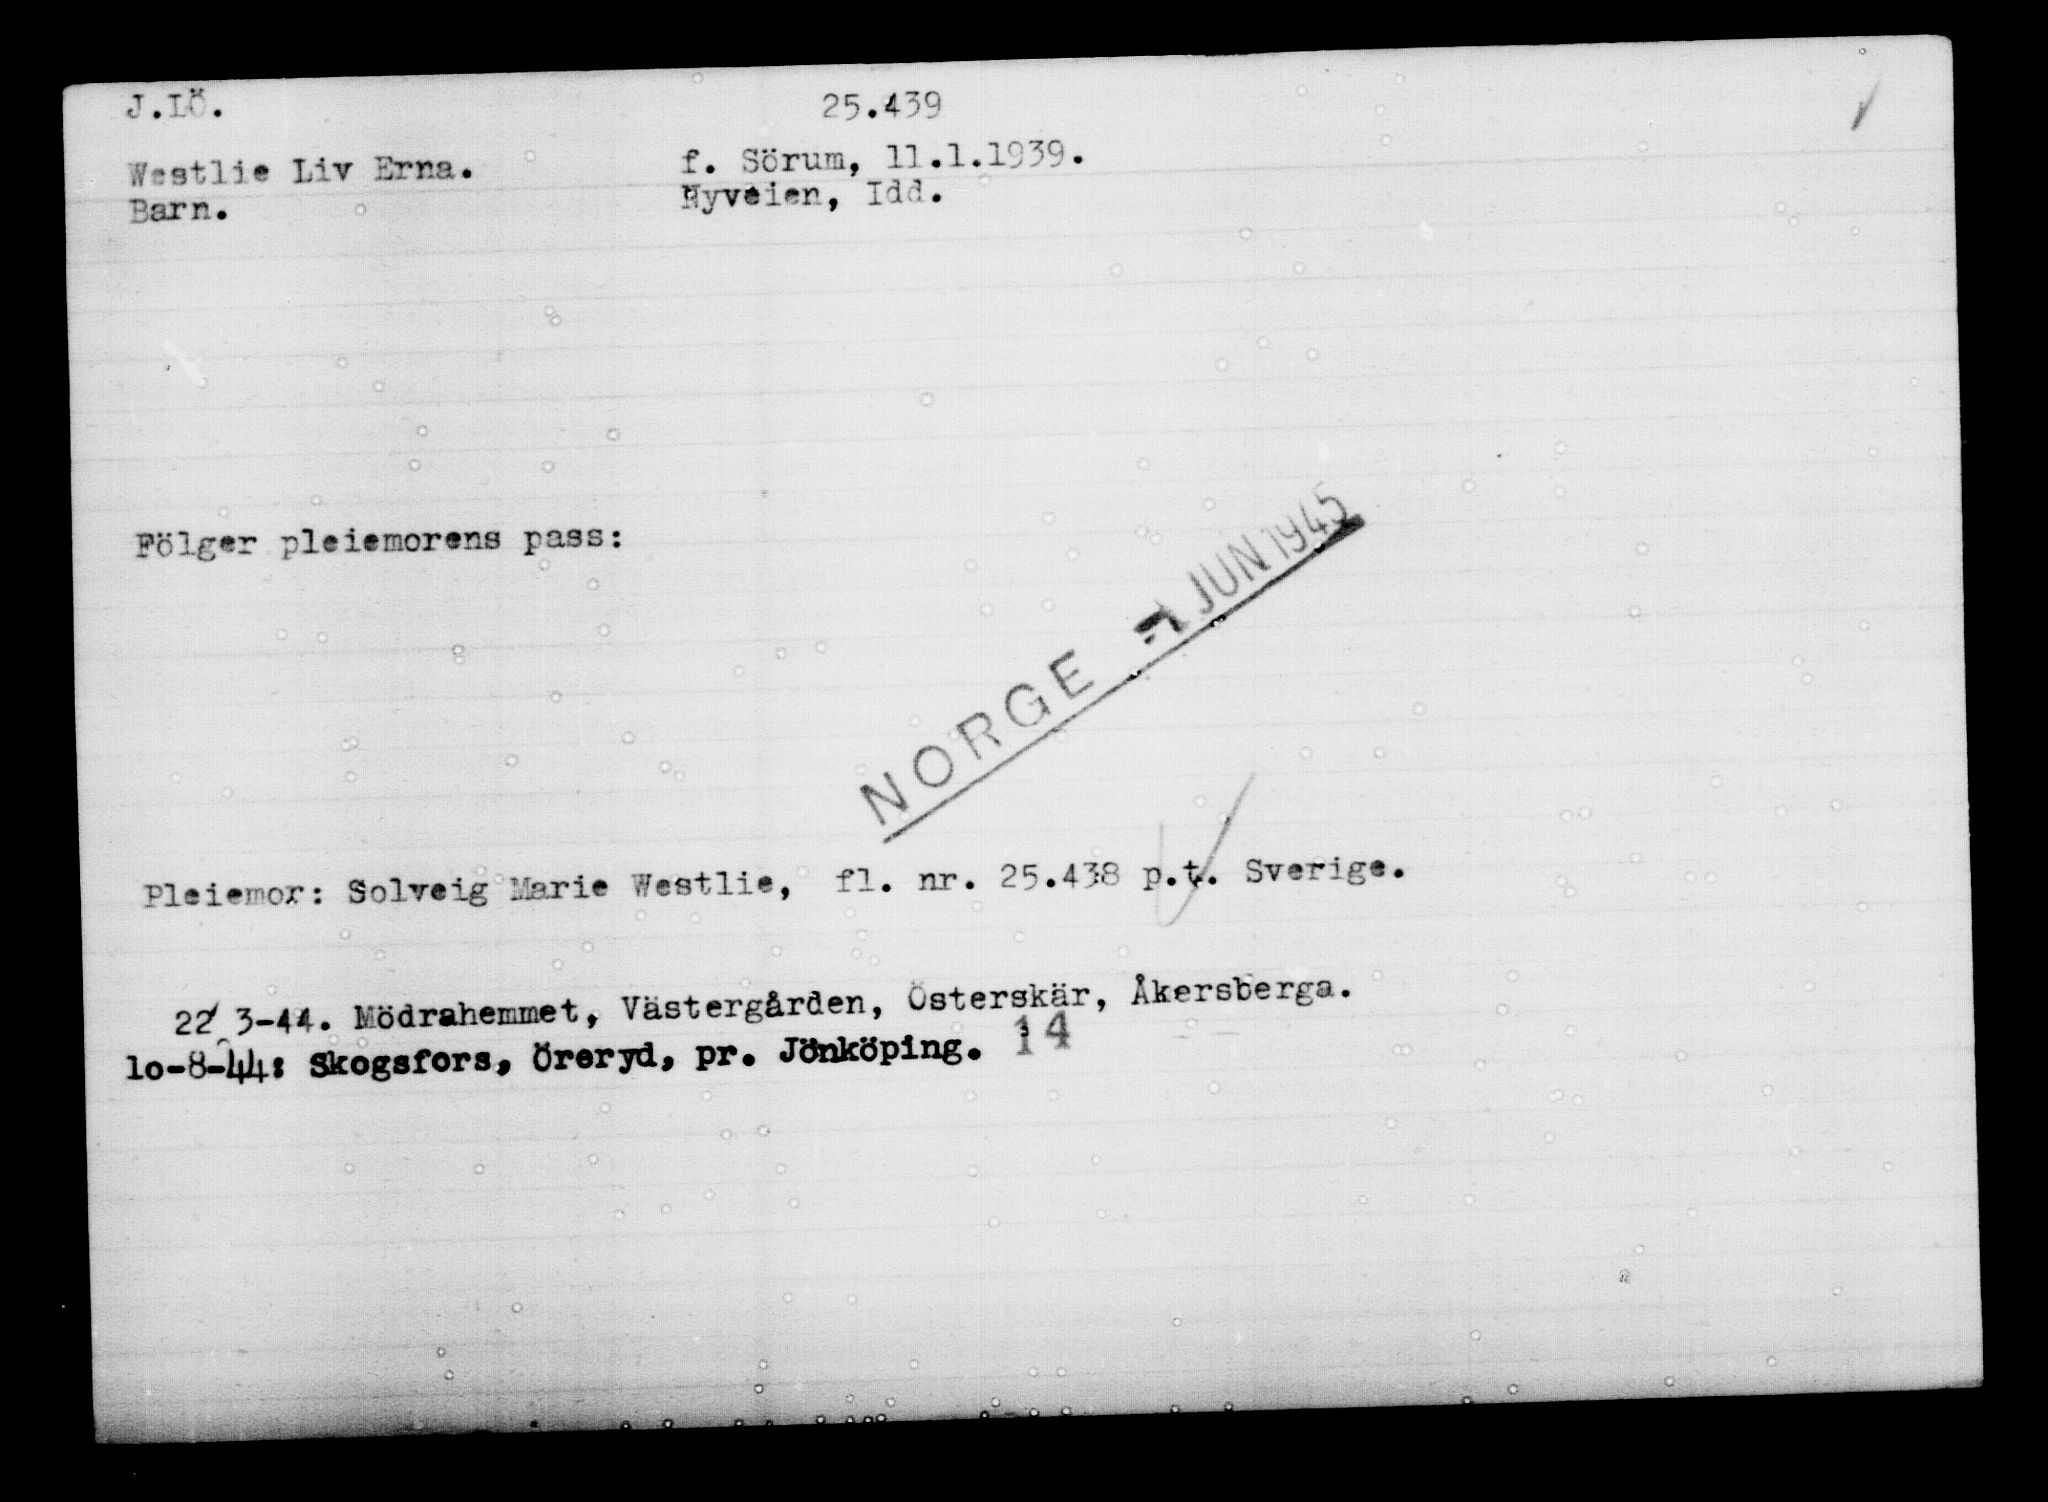 J.LÖ. 25.439
Westlie Liv Erna. f. Sörum, 11.1.1939.
Barn. Nyveien, Idd.
Fölger pleiemorens pass:
NORGE JUN 1945
Pleiemor: Solveig Marie Westlie, fl. nr. 25.438 p.t. Sverige.
22/3-44. Mödrahemmet, Västergården, Österskär, Åkersberga.
lo-8-44: Skogsfors, Öreryd, pr. Jönköping. 14